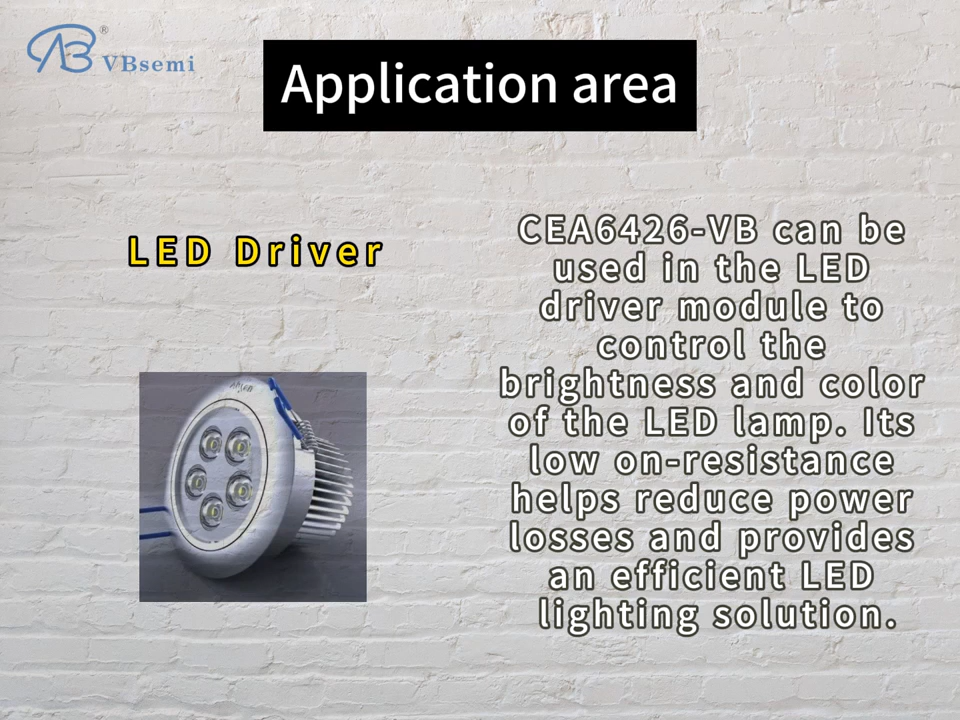 VBsemi
®
Application area
LED Driver
CEA6426-VB can be
used in the LED
driver module to
control the
brightness and color
of the LED lamp. Its
low on-resistance
helps reduce power
losses and provides
an efficient LED
lighting solution.